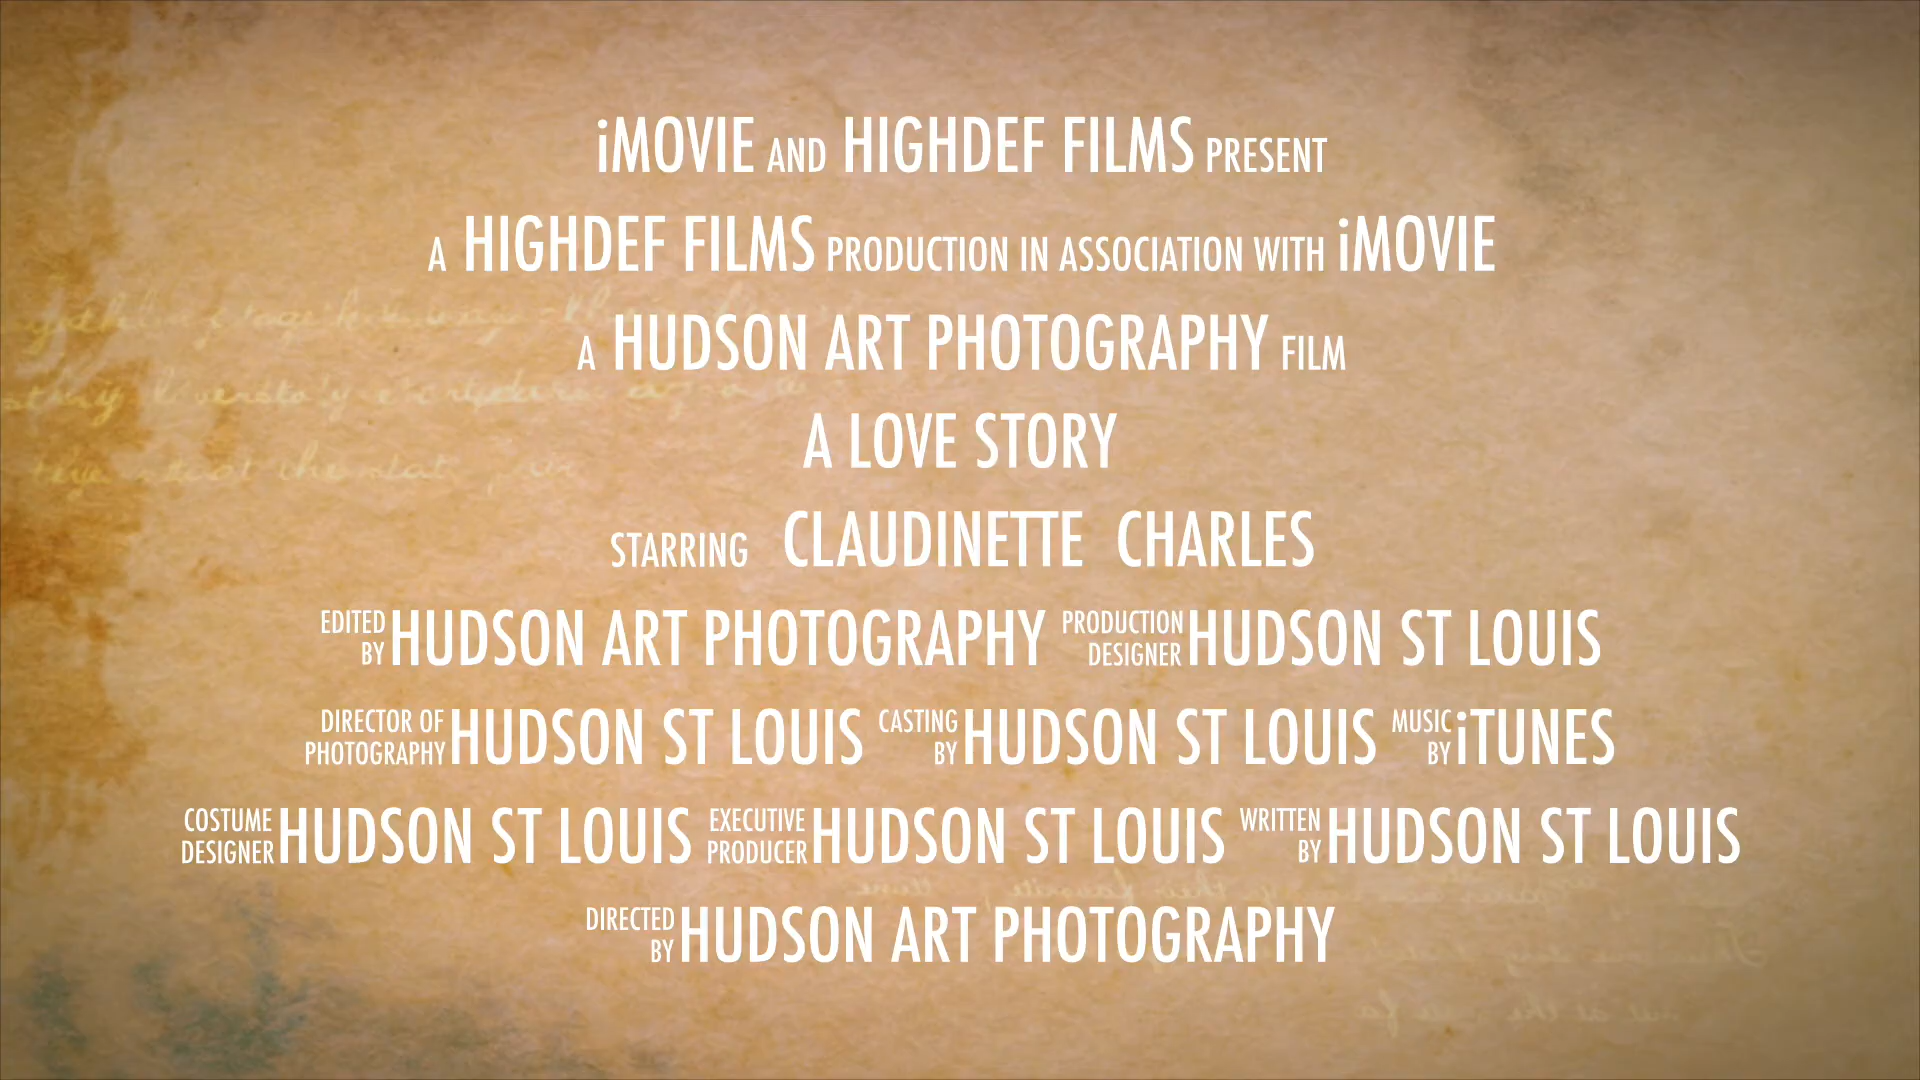 iMOVIE AND HIGHDEF FILMS PRESENT
A HIGHDEF FILMS PRODUCTION IN ASSOCIATION WITH iMOVIE
A HUDSON ART PHOTOGRAPHY FILM
A LOVE STORY
STARRING CLAUDINETTE CHARLES
EDITED BY HUDSON ART PHOTOGRAPHY PRODUCTION DESIGNER HUDSON ST LOUIS
DIRECTOR OF PHOTOGRAPHY HUDSON ST LOUIS CASTING BY HUDSON ST LOUIS MUSIC BY iTUNES
COSTUME DESIGNER HUDSON ST LOUIS EXECUTIVE PRODUCER HUDSON ST LOUIS WRITTEN BY HUDSON ST LOUIS
DIRECTED BY HUDSON ART PHOTOGRAPHY